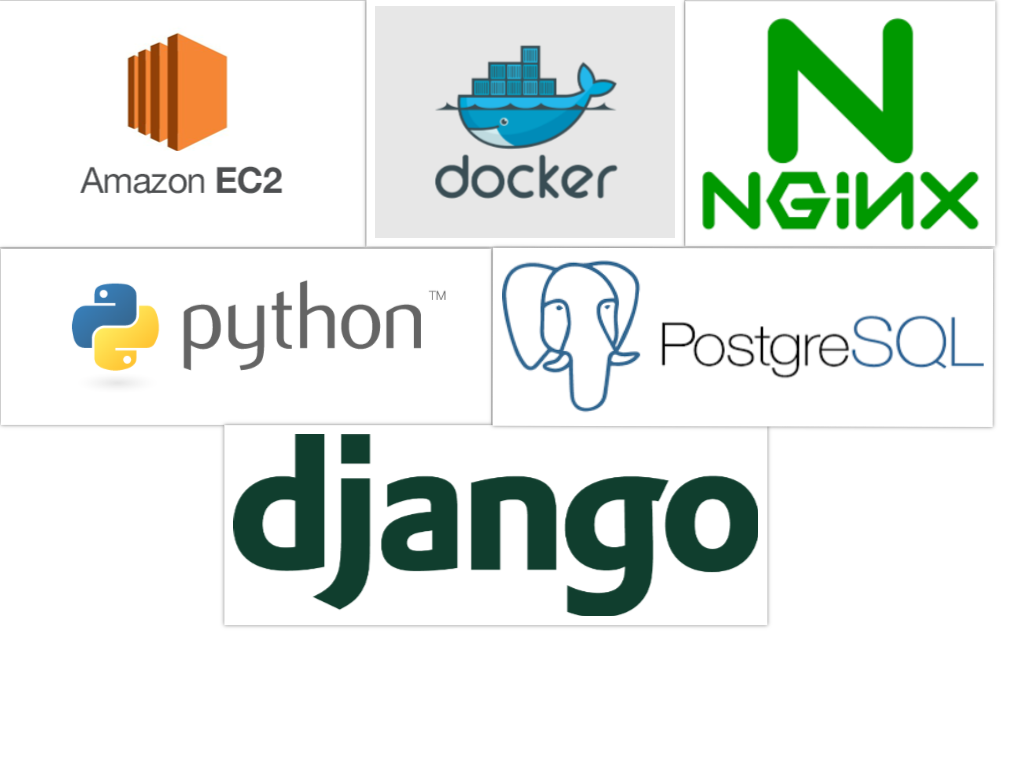 Amazon EC2
docker
N
NGiNX
python™
PostgreSQL
django